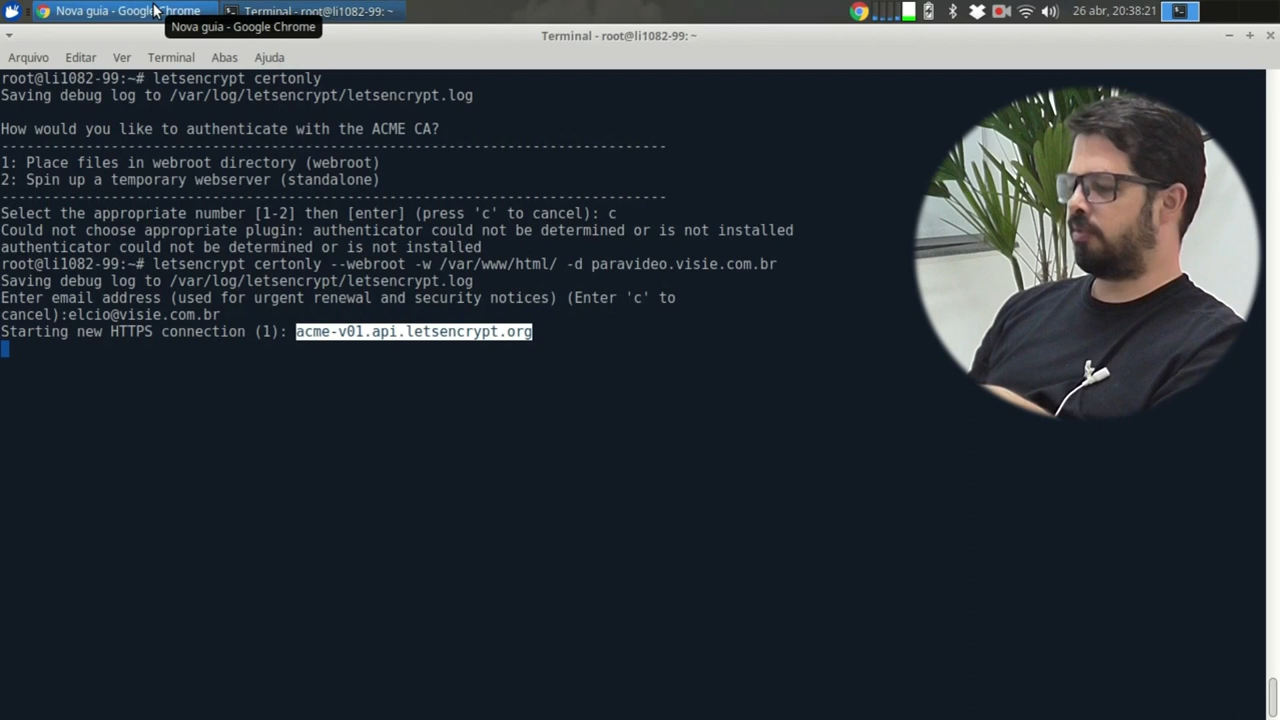 Nova guia - Google Chrome
Terminal - root@li1082-99: ~
26 abr, 20:38:21
Nova guia - Google Chrome
Terminal - root@li1082-99: ~
Arquivo Editar Ver Terminal Abas Ajuda
root@li1082-99:~# letsencrypt certonly
Saving debug log to /var/log/letsencrypt/letsencrypt.log
How would you like to authenticate with the ACME CA?
-------------------------------------------------------------------------------
1: Place files in webroot directory (webroot)
2: Spin up a temporary webserver (standalone)
-------------------------------------------------------------------------------
Select the appropriate number [1-2] then [enter] (press 'c' to cancel): c
Could not choose appropriate plugin: authenticator could not be determined or is not installed
authenticator could not be determined or is not installed
root@li1082-99:~# letsencrypt certonly --webroot -w /var/www/html/ -d paravideo.visie.com.br
Saving debug log to /var/log/letsencrypt/letsencrypt.log
Enter email address (used for urgent renewal and security notices) (Enter 'c' to
cancel):elcio@visie.com.br
Starting new HTTPS connection (1): acme-v01.api.letsencrypt.org